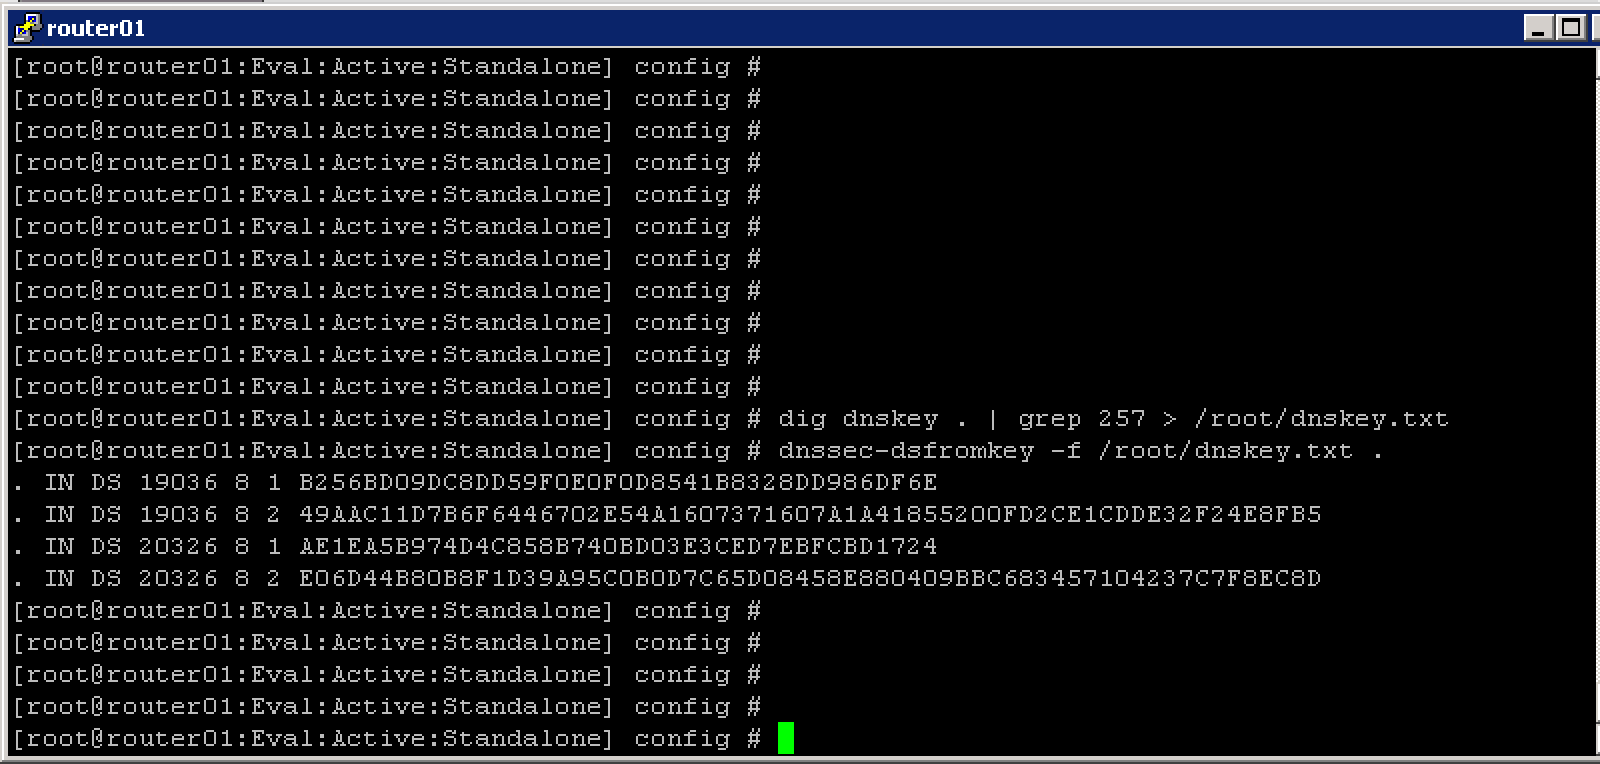 router01
[root@router01:Eval:Active:Standalone] config #
[root@router01:Eval:Active:Standalone] config #
[root@router01:Eval:Active:Standalone] config #
[root@router01:Eval:Active:Standalone] config #
[root@router01:Eval:Active:Standalone] config #
[root@router01:Eval:Active:Standalone] config #
[root@router01:Eval:Active:Standalone] config #
[root@router01:Eval:Active:Standalone] config #
[root@router01:Eval:Active:Standalone] config #
[root@router01:Eval:Active:Standalone] config #
[root@router01:Eval:Active:Standalone] config #
[root@router01:Eval:Active:Standalone] config # dig dnskey . | grep 257 > /root/dnskey.txt
[root@router01:Eval:Active:Standalone] config # dnssec-dsfromkey -f /root/dnskey.txt .
. IN DS 19036 8 1 B256BD09DC8DD59F0E0F0D8541B8328DD986DF6E
. IN DS 19036 8 2 49AAC11D7B6F6446702E54A1607371607A1A41855200FD2CE1CDDE32F24E8FB5
. IN DS 20326 8 1 AE1EA5B974D4C858B740BD03E3CED7EBFCBD1724
. IN DS 20326 8 2 E06D44B80B8F1D39A95C0B0D7C65D08458E880409BBC683457104237C7F8EC8D
[root@router01:Eval:Active:Standalone] config #
[root@router01:Eval:Active:Standalone] config #
[root@router01:Eval:Active:Standalone] config #
[root@router01:Eval:Active:Standalone] config #
[root@router01:Eval:Active:Standalone] config #